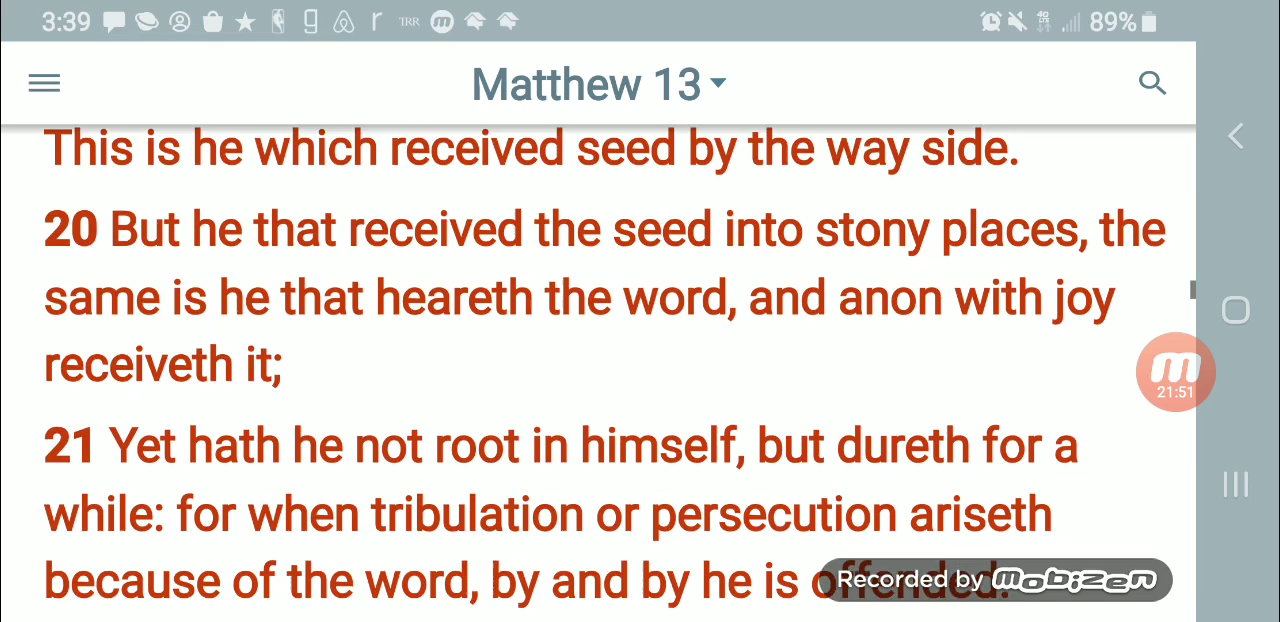 3:39 g r TRR m 4G 89%
Matthew 13
This is he which received seed by the way side.
20 But he that received the seed into stony places, the
same is he that heareth the word, and anon with joy
receiveth it;
m
21:51
21 Yet hath he not root in himself, but dureth for a
while: for when tribulation or persecution ariseth
because of the word, by and by he is offended.
Recorded by mobizen